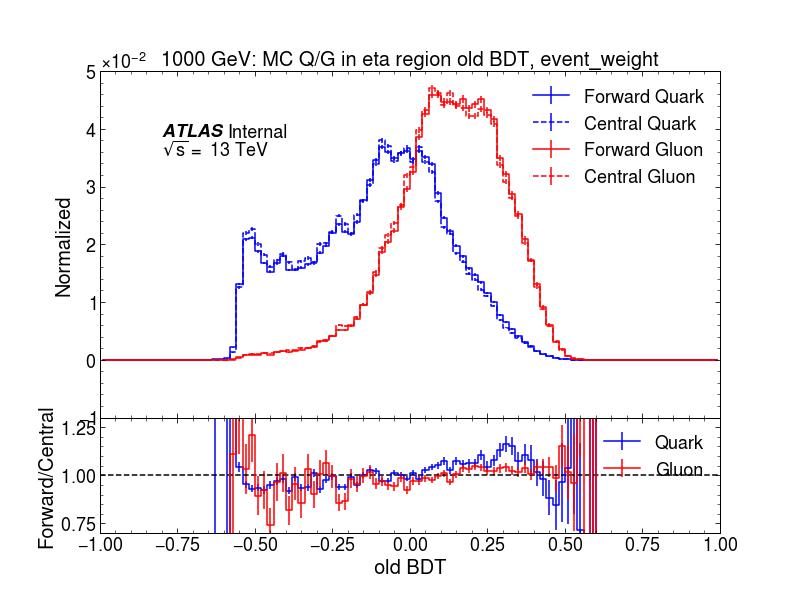 ×10⁻² 1000 GeV: MC Q/G in eta region old BDT, event_weight
5
4
3
2
1
0
−1
Normalized
ATLAS Internal
√s = 13 TeV
Forward Quark
Central Quark
Forward Gluon
Central Gluon
1.25
1.00
0.75
Forward/Central
Quark
Gluon
−1.00 −0.75 −0.50 −0.25 0.00 0.25 0.50 0.75 1.00
old BDT